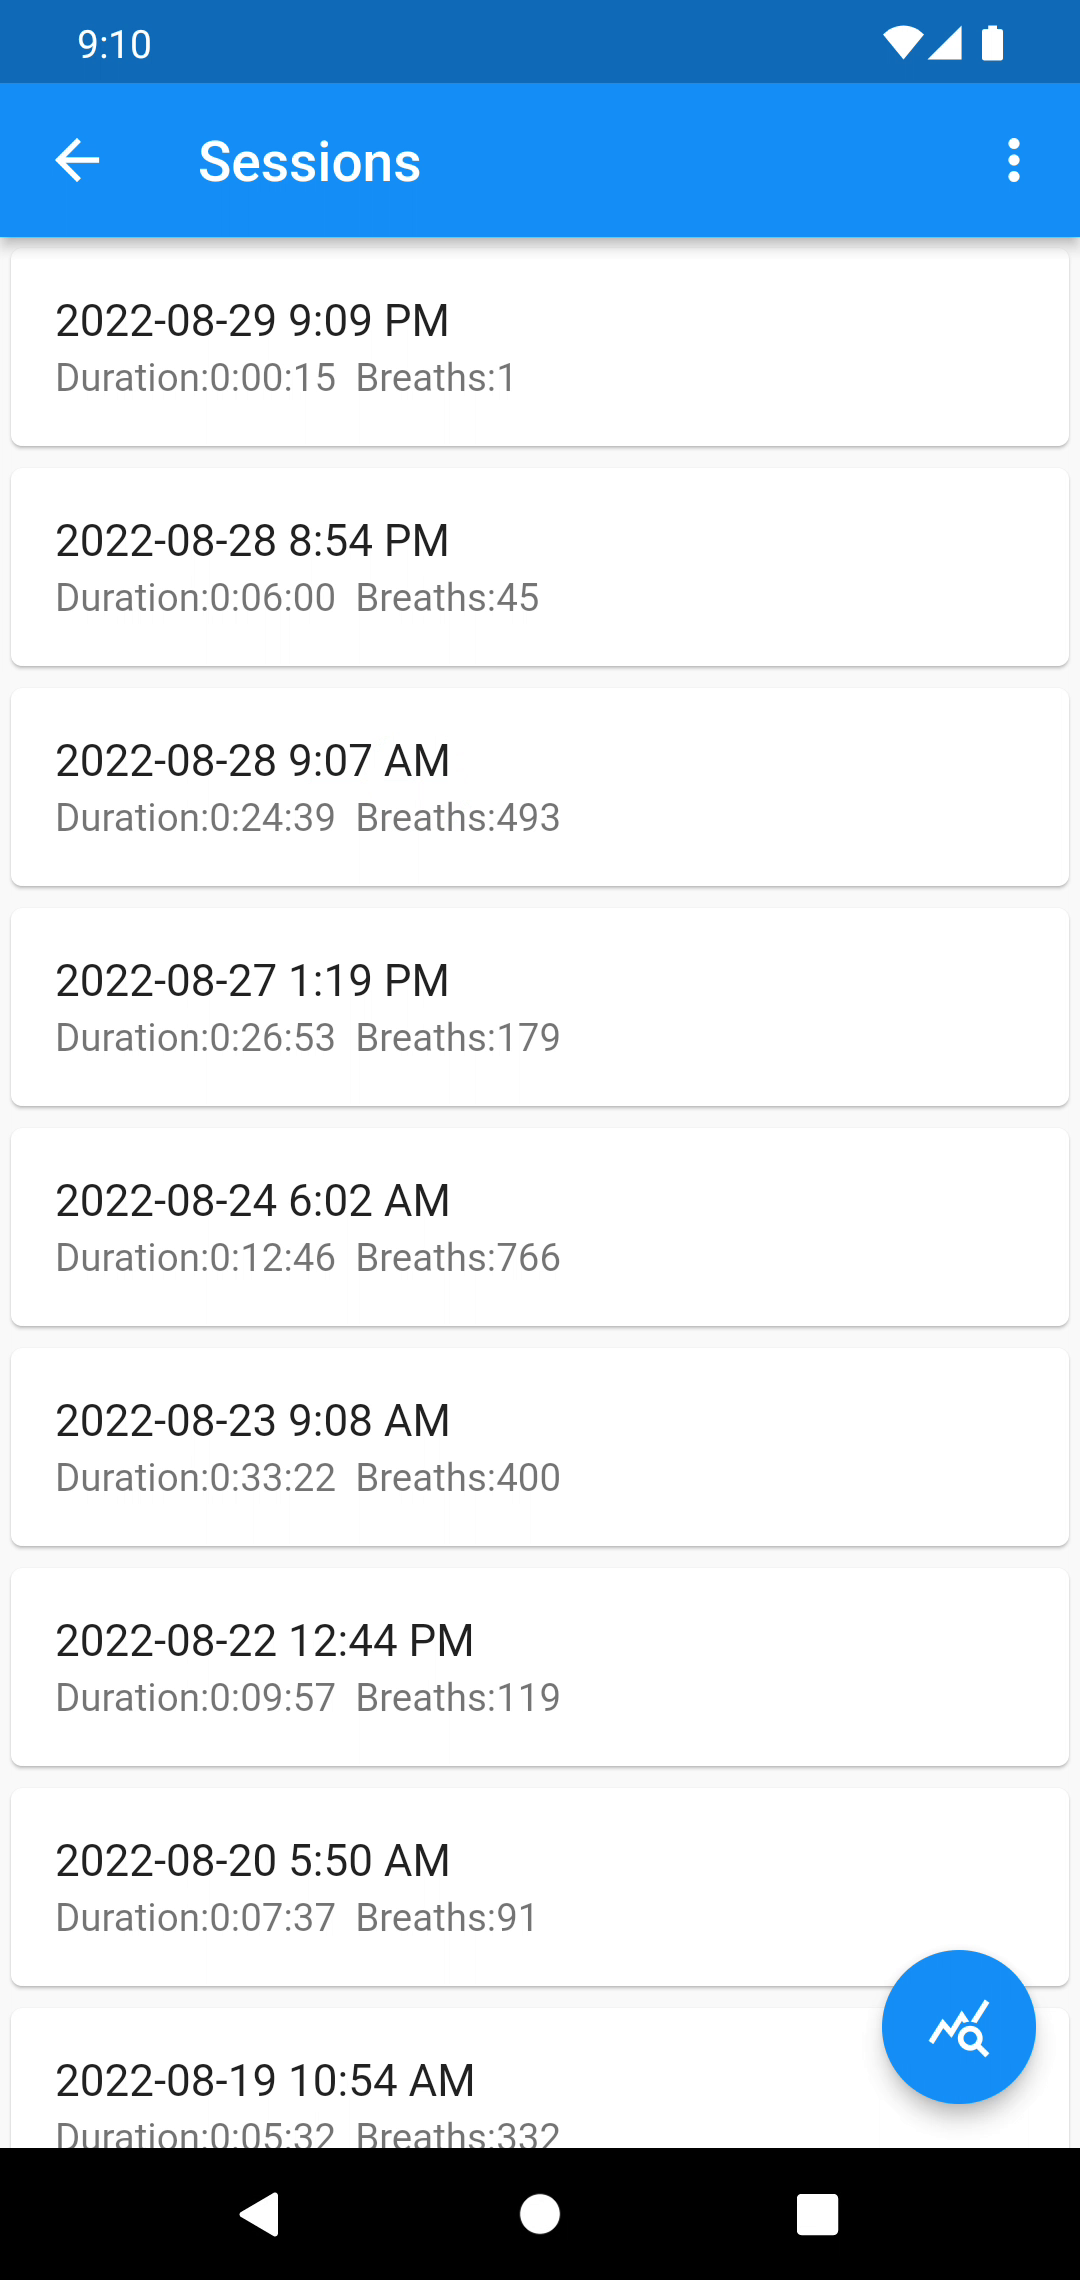 9:10
Sessions
2022-08-29 9:09 PM
Duration:0:00:15 Breaths:1
2022-08-28 8:54 PM
Duration:0:06:00 Breaths:45
2022-08-28 9:07 AM
Duration:0:24:39 Breaths:493
2022-08-27 1:19 PM
Duration:0:26:53 Breaths:179
2022-08-24 6:02 AM
Duration:0:12:46 Breaths:766
2022-08-23 9:08 AM
Duration:0:33:22 Breaths:400
2022-08-22 12:44 PM
Duration:0:09:57 Breaths:119
2022-08-20 5:50 AM
Duration:0:07:37 Breaths:91
2022-08-19 10:54 AM
Duration:0:05:32 Breaths:332